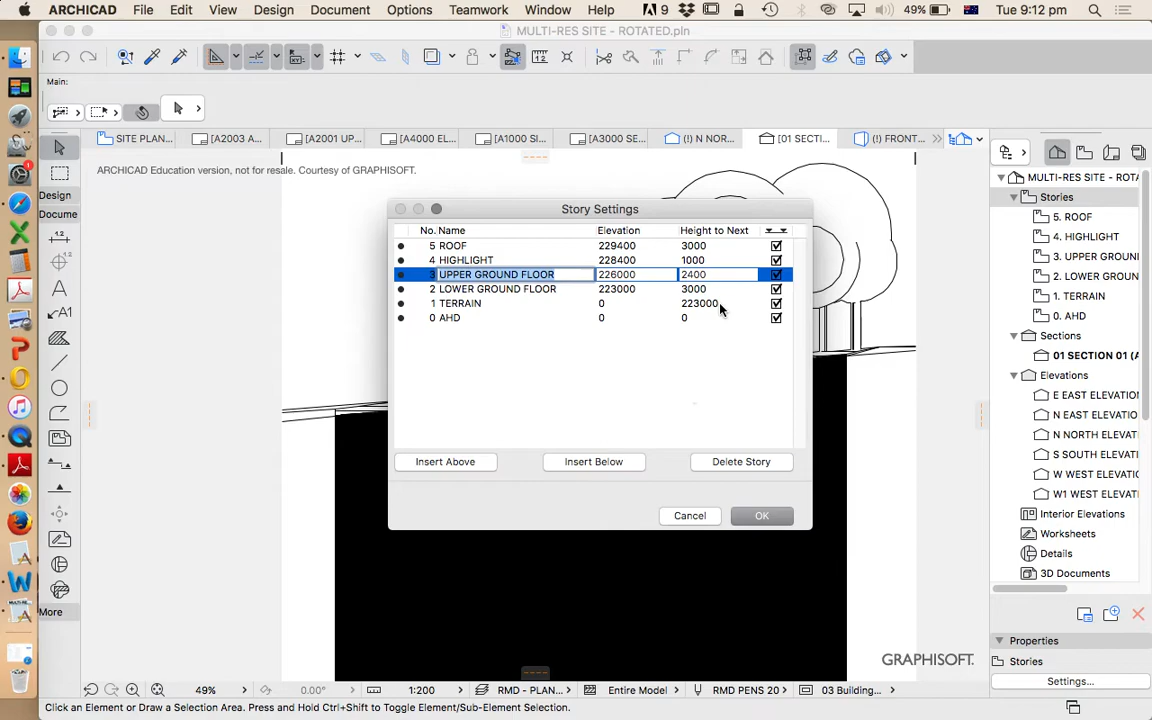 ARCHICAD File Edit View Design Document Options Teamwork Window Help 9 49% Tue 9:12 pm
MULTI-RES SITE - ROTATED.pln
Main:
SITE PLAN... [A2003 A... [A2001 UP... [A4000 EL... [A1000 SI... [A3000 SE... (!) N NOR... [01 SECTI... (!) FRONT...
ARCHICAD Education version, not for resale. Courtesy of GRAPHISOFT.
Design
Docume
More
Story Settings
No. Name Elevation Height to Next
5 ROOF 229400 3000
4 HIGHLIGHT 228400 1000
3 UPPER GROUND FLOOR 226000 2400
2 LOWER GROUND FLOOR 223000 3000
1 TERRAIN 0 223000
0 AHD 0 0
Insert Above Insert Below Delete Story
Cancel OK
MULTI-RES SITE - ROTA
Stories
5. ROOF
4. HIGHLIGHT
3. UPPER GROUN
2. LOWER GROUN
1. TERRAIN
0. AHD
Sections
01 SECTION 01 (A
Elevations
E EAST ELEVATIO
N EAST ELEVATIO
N NORTH ELEVATI
S SOUTH ELEVATI
W WEST ELEVATI
W1 WEST ELEVAT
Interior Elevations
Worksheets
Details
3D Documents
Properties
Stories
Settings...
GRAPHISOFT.
49% 0.00° 1:200 RMD - PLAN... Entire Model RMD PENS 20 03 Building...
Click an Element or Draw a Selection Area. Press and Hold Ctrl+Shift to Toggle Element/Sub-Element Selection.